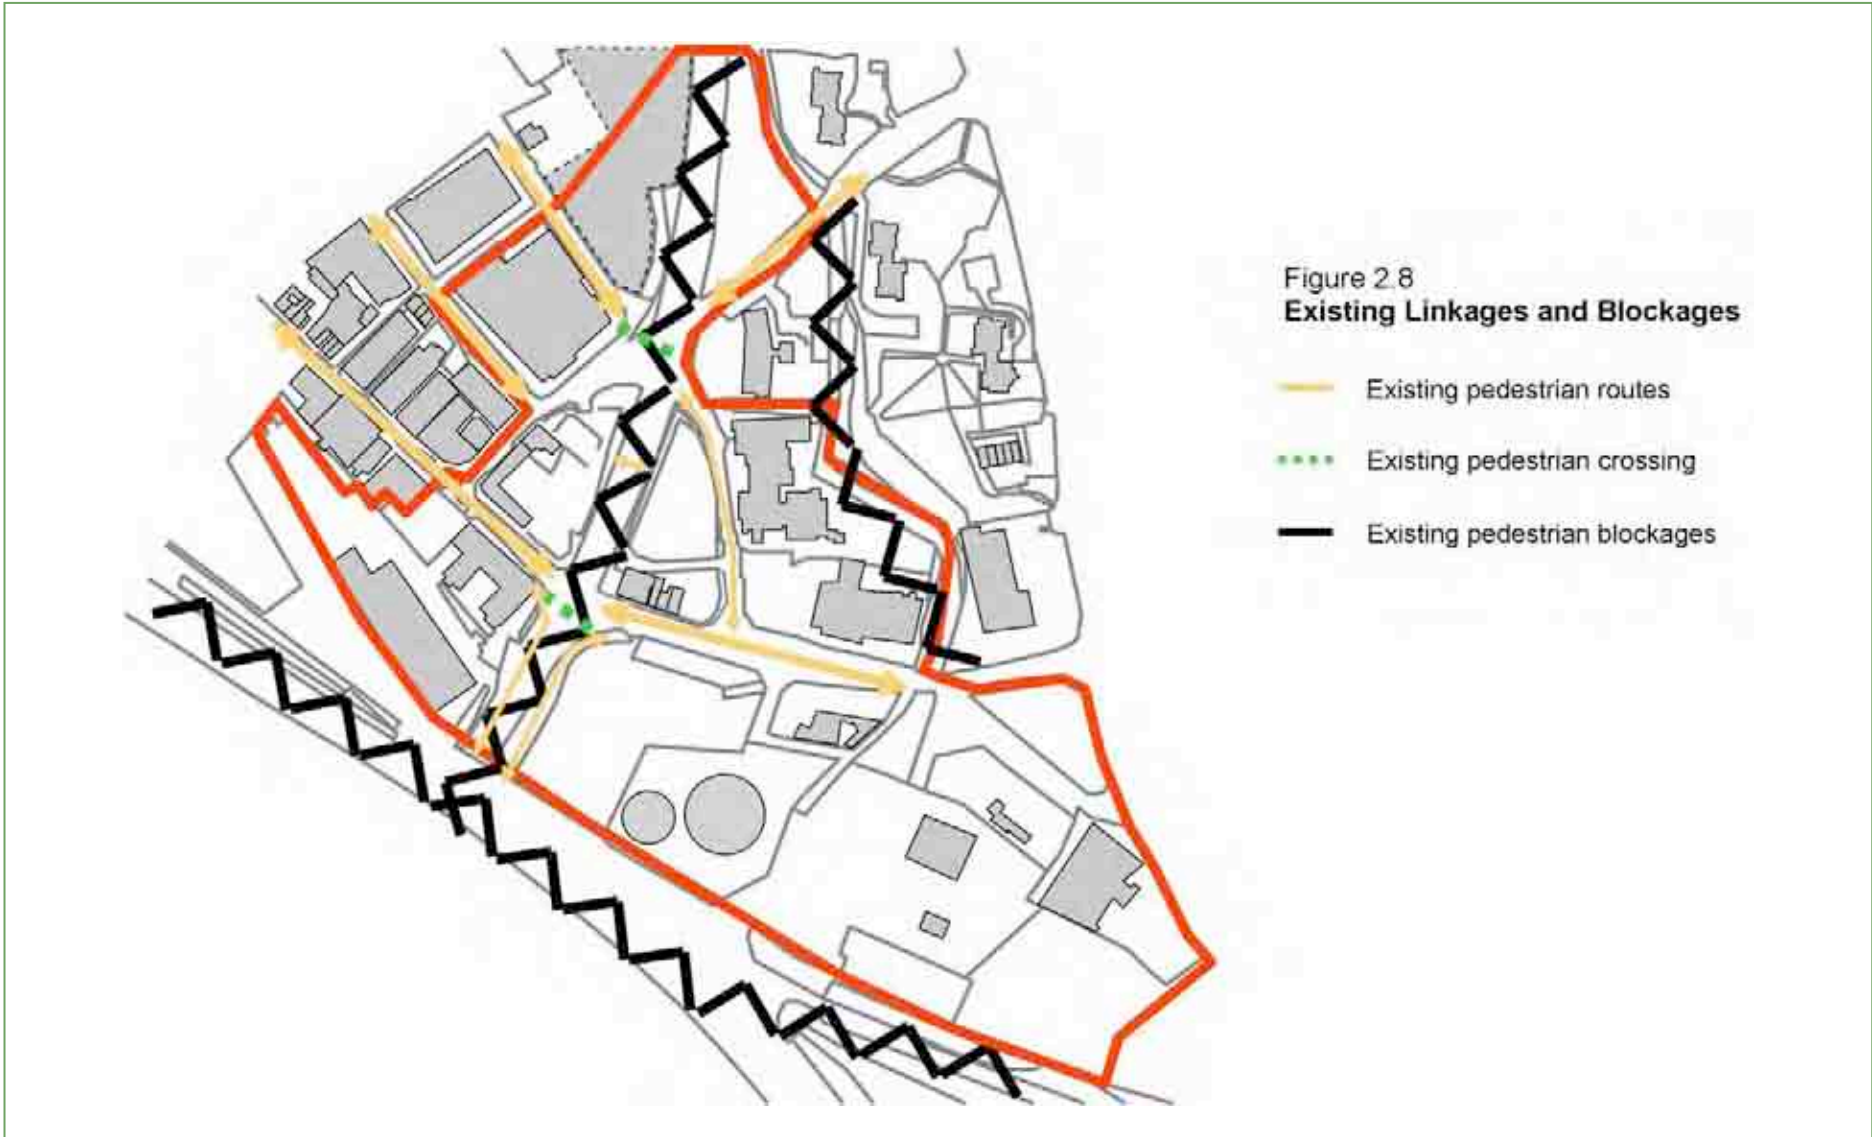 Figure 2.8
Existing Linkages and Blockages
Existing pedestrian routes
Existing pedestrian crossing
Existing pedestrian blockages